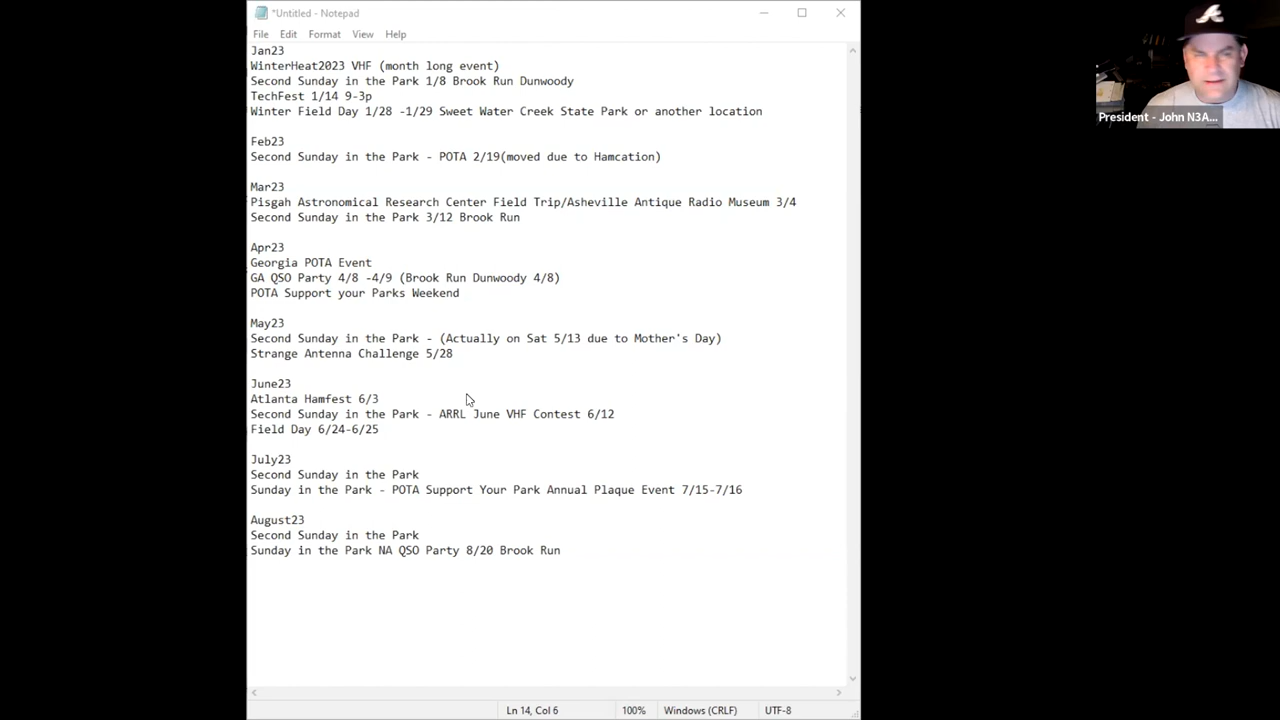 *Untitled - Notepad
File Edit Format View Help
Jan23
WinterHeat2023 VHF (month long event)
Second Sunday in the Park 1/8 Brook Run Dunwoody
TechFest 1/14 9-3p
Winter Field Day 1/28 -1/29 Sweet Water Creek State Park or another location
Feb23
Second Sunday in the Park - POTA 2/19(moved due to Hamcation)
Mar23
Pisgah Astronomical Research Center Field Trip/Asheville Antique Radio Museum 3/4
Second Sunday in the Park 3/12 Brook Run
Apr23
Georgia POTA Event
GA QSO Party 4/8 -4/9 (Brook Run Dunwoody 4/8)
POTA Support your Parks Weekend
May23
Second Sunday in the Park - (Actually on Sat 5/13 due to Mother's Day)
Strange Antenna Challenge 5/28
June23
Atlanta Hamfest 6/3
Second Sunday in the Park - ARRL June VHF Contest 6/12
Field Day 6/24-6/25
July23
Second Sunday in the Park
Sunday in the Park - POTA Support Your Park Annual Plaque Event 7/15-7/16
August23
Second Sunday in the Park
Sunday in the Park NA QSO Party 8/20 Brook Run
Ln 14, Col 6 100% Windows (CRLF) UTF-8
President - John N3A...